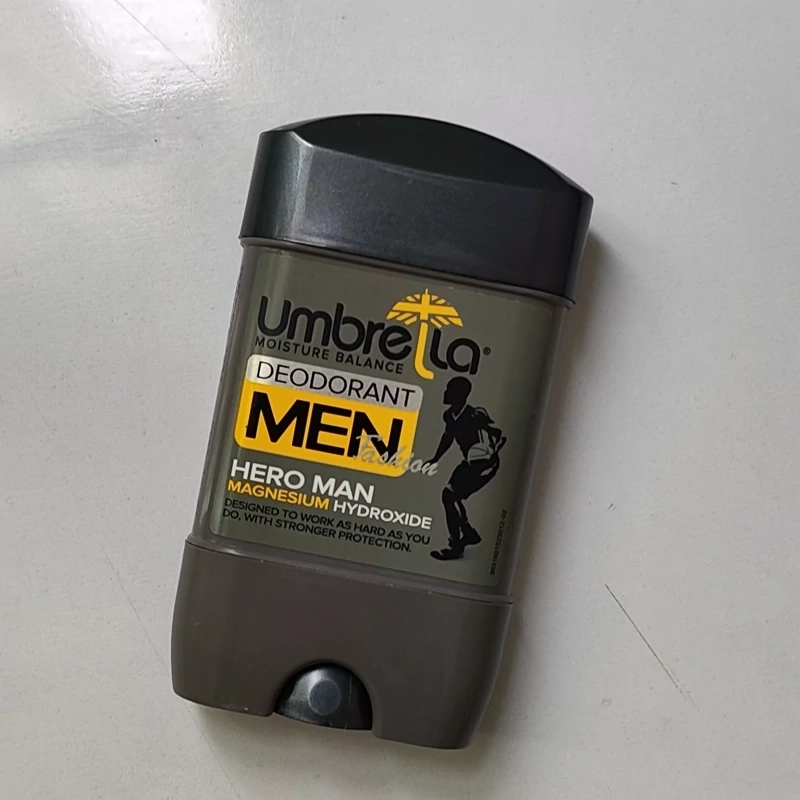 umbrella®
MOISTURE BALANCE
DEODORANT
MEN
Fashion
HERO MAN
MAGNESIUM HYDROXIDE
DESIGNED TO WORK AS HARD AS YOU
DO, WITH STRONGER PROTECTION.